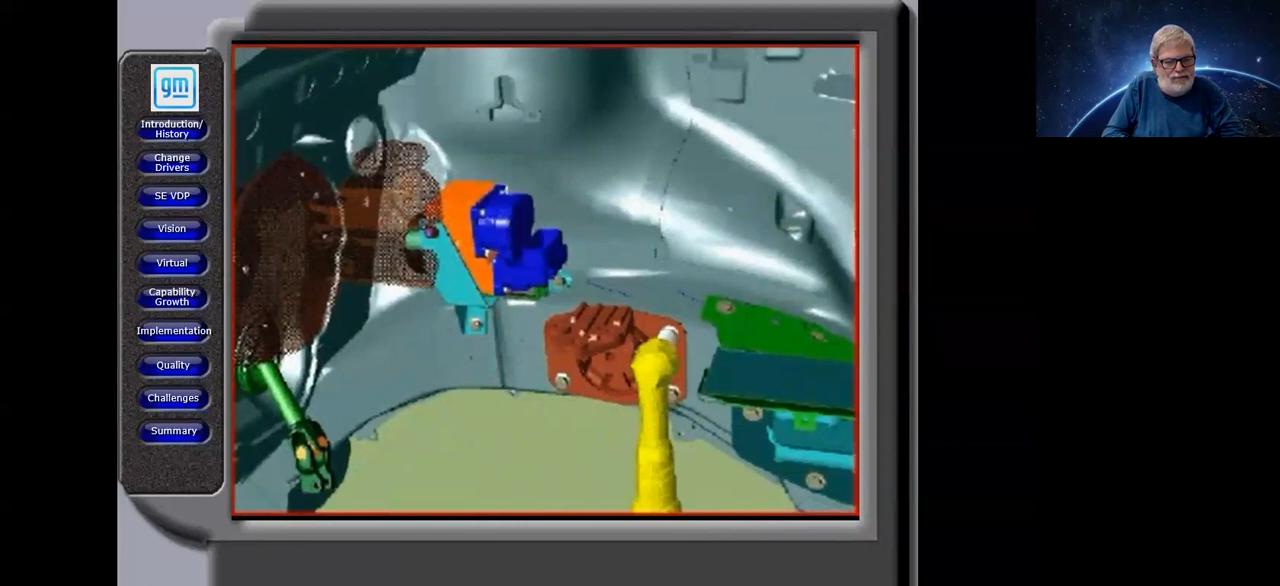 gm
Introduction/
History
Change
Drivers
SE VDP
Vision
Virtual
Capability
Growth
Implementation
Quality
Challenges
Summary